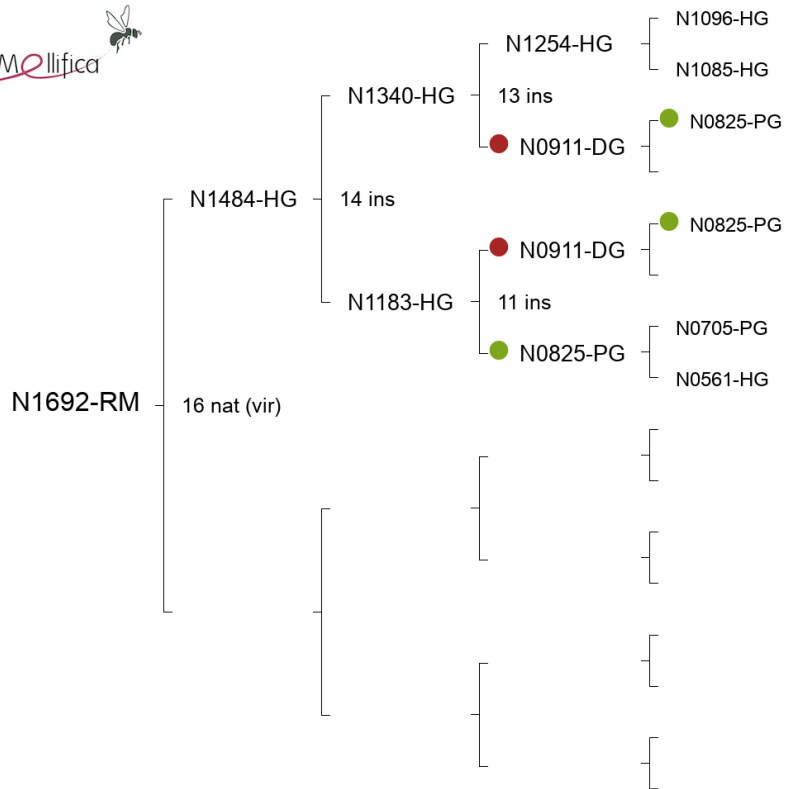 Mellifica
N1096-HG
N1254-HG
N1085-HG
N1340-HG
13 ins
N0825-PG
N0911-DG
N1484-HG
14 ins
N0825-PG
N0911-DG
N1183-HG
11 ins
N0705-PG
N0825-PG
N0561-HG
N1692-RM
16 nat (vir)